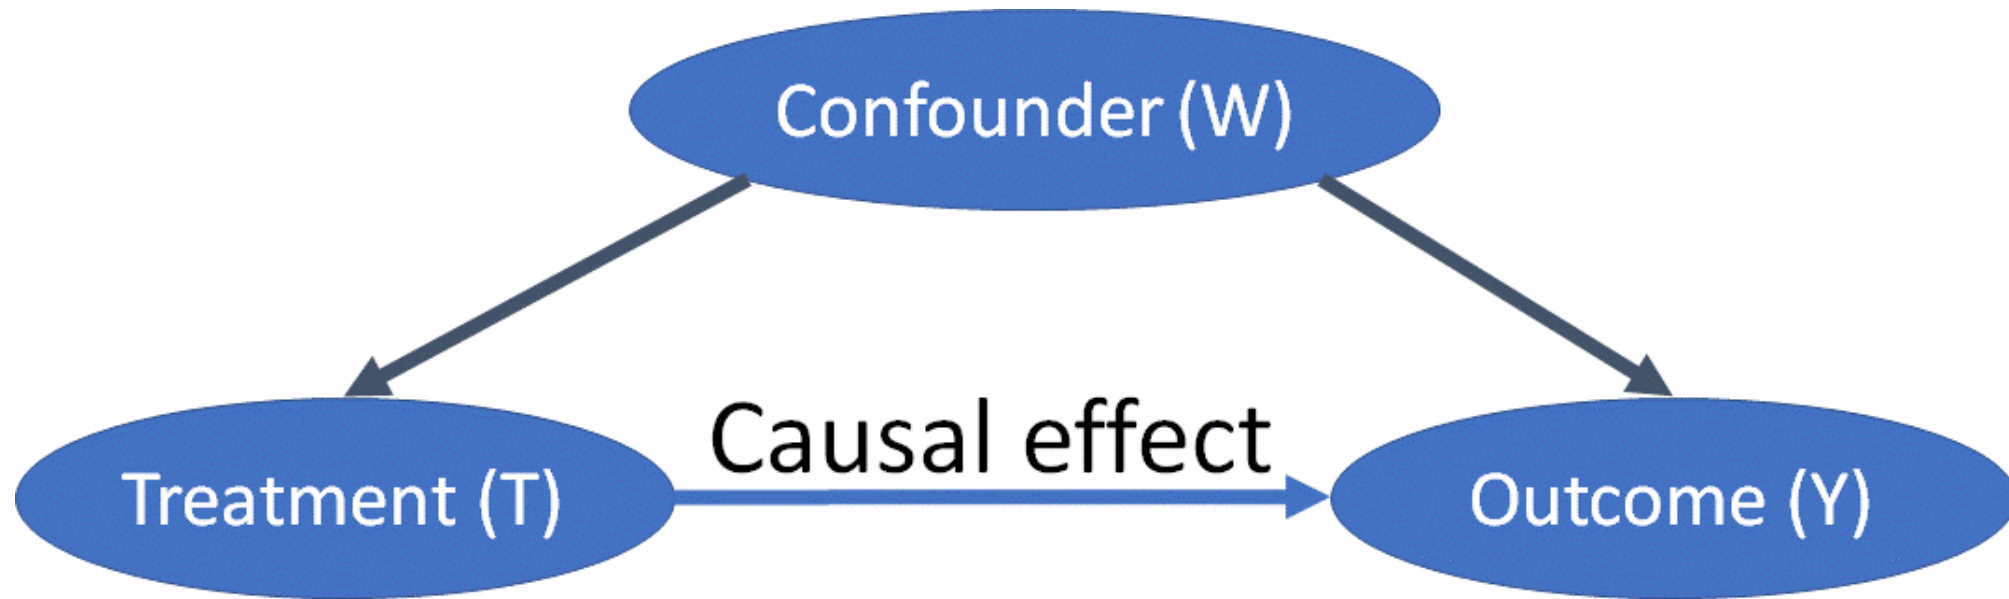 Confounder (W)
Causal effect
Treatment (T)
Outcome (Y)